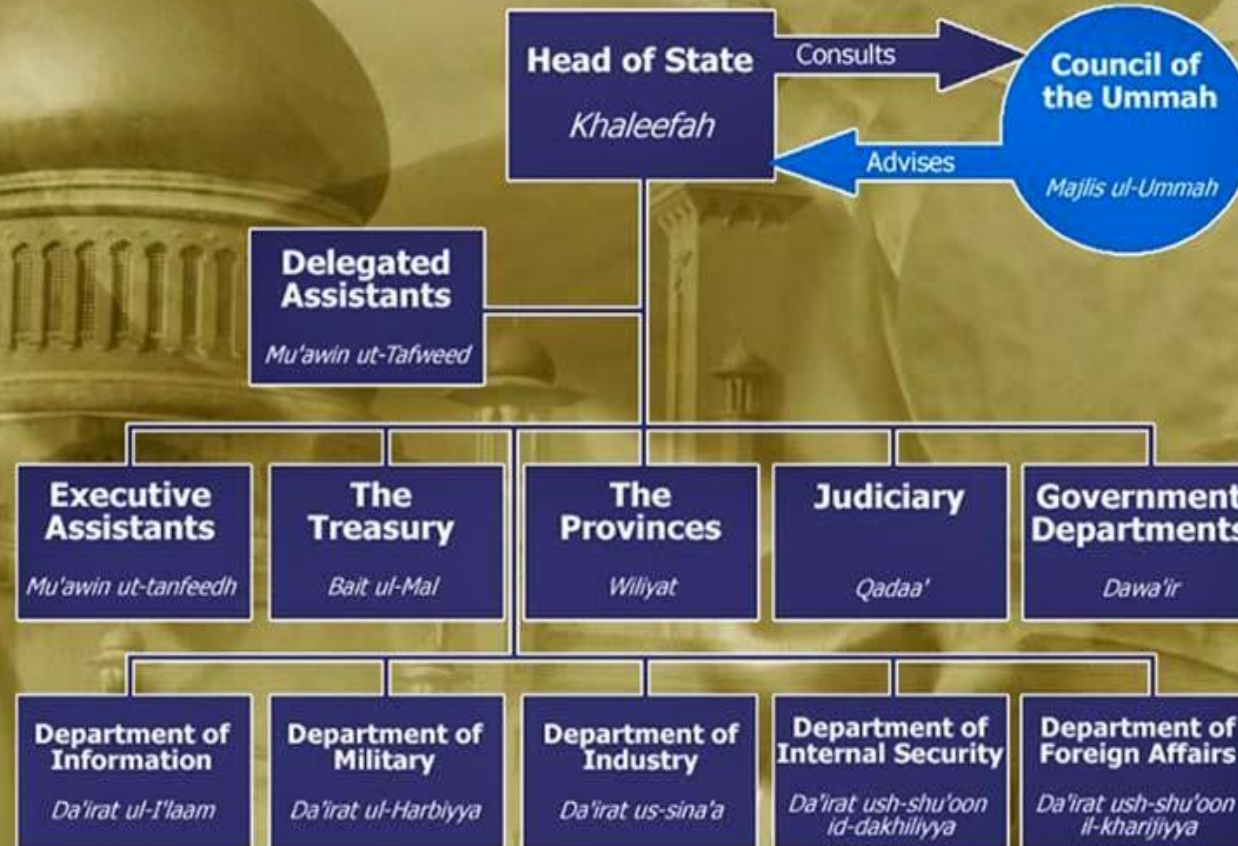 Head of State
Khaleefah
Consults
Advises
Council of
the Ummah
Majlis ul-Ummah
Delegated
Assistants
Mu'awin ut-Tafweed
Executive
Assistants
Mu'awin ut-tanfeedh
The
Treasury
Bait ul-Mal
The
Provinces
Wiliyat
Judiciary
Qadaa'
Government
Departments
Dawa'ir
Department of
Information
Da'irat ul-I'laam
Department of
Military
Da'irat ul-Harbiyya
Department of
Industry
Da'irat us-sina'a
Department of
Internal Security
Da'irat ush-shu'oon
id-dakhiliyya
Department of
Foreign Affairs
Da'irat ush-shu'oon
il-kharijiyya